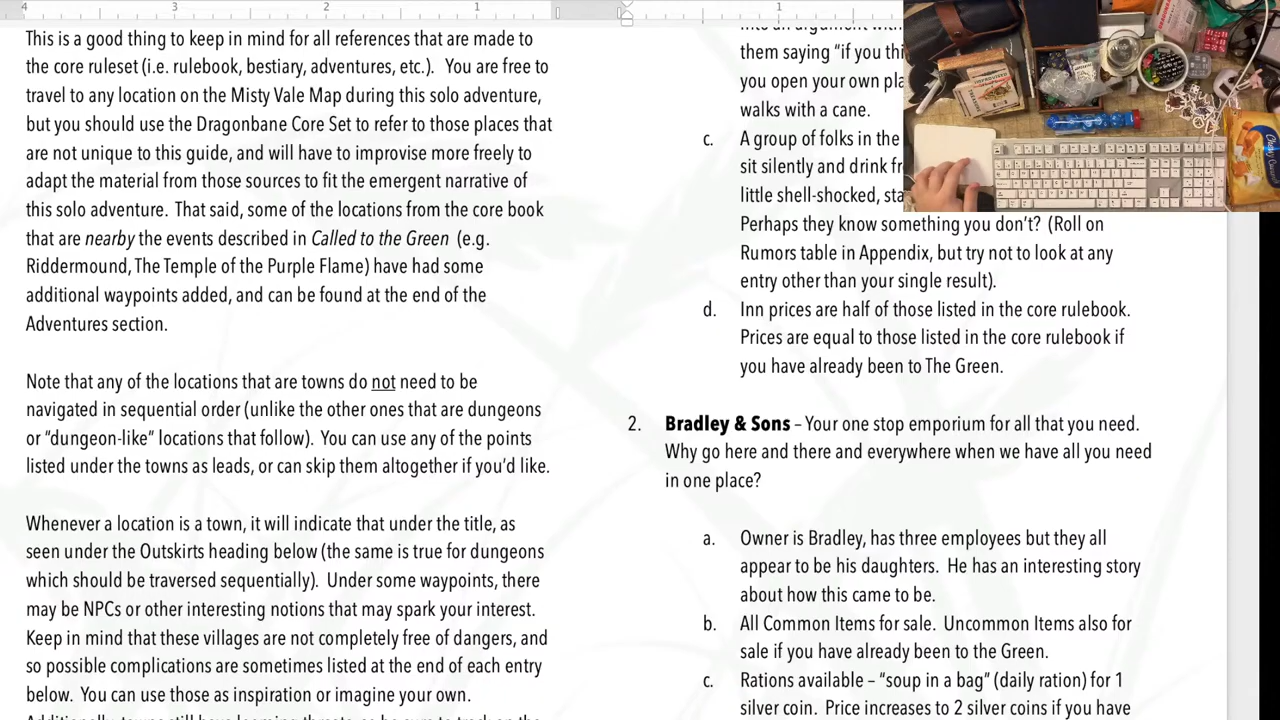 4 3 2 1 1
This is a good thing to keep in mind for all references that are made to
the core ruleset (i.e. rulebook, bestiary, adventures, etc.). You are free to
travel to any location on the Misty Vale Map during this solo adventure,
but you should use the Dragonbane Core Set to refer to those places that
are not unique to this guide, and will have to improvise more freely to
adapt the material from those sources to fit the emergent narrative of
this solo adventure. That said, some of the locations from the core book
that are nearby the events described in Called to the Green (e.g.
Riddermound, The Temple of the Purple Flame) have had some
additional waypoints added, and can be found at the end of the
Adventures section.
Note that any of the locations that are towns do not need to be
navigated in sequential order (unlike the other ones that are dungeons
or “dungeon-like” locations that follow). You can use any of the points
listed under the towns as leads, or can skip them altogether if you’d like.
Whenever a location is a town, it will indicate that under the title, as
seen under the Outskirts heading below (the same is true for dungeons
which should be traversed sequentially). Under some waypoints, there
may be NPCs or other interesting notions that may spark your interest.
Keep in mind that these villages are not completely free of dangers, and
so possible complications are sometimes listed at the end of each entry
below. You can use those as inspiration or imagine your own.
them saying “if you thi
you open your own pla
walks with a cane.
c. A group of folks in the
sit silently and drink fr
little shell-shocked, sta
Perhaps they know something you don’t? (Roll on
Rumors table in Appendix, but try not to look at any
entry other than your single result).
d. Inn prices are half of those listed in the core rulebook.
Prices are equal to those listed in the core rulebook if
you have already been to The Green.
2. Bradley & Sons – Your one stop emporium for all that you need.
Why go here and there and everywhere when we have all you need
in one place?
a. Owner is Bradley, has three employees but they all
appear to be his daughters. He has an interesting story
about how this came to be.
b. All Common Items for sale. Uncommon Items also for
sale if you have already been to the Green.
c. Rations available – “soup in a bag” (daily ration) for 1
silver coin. Price increases to 2 silver coins if you have